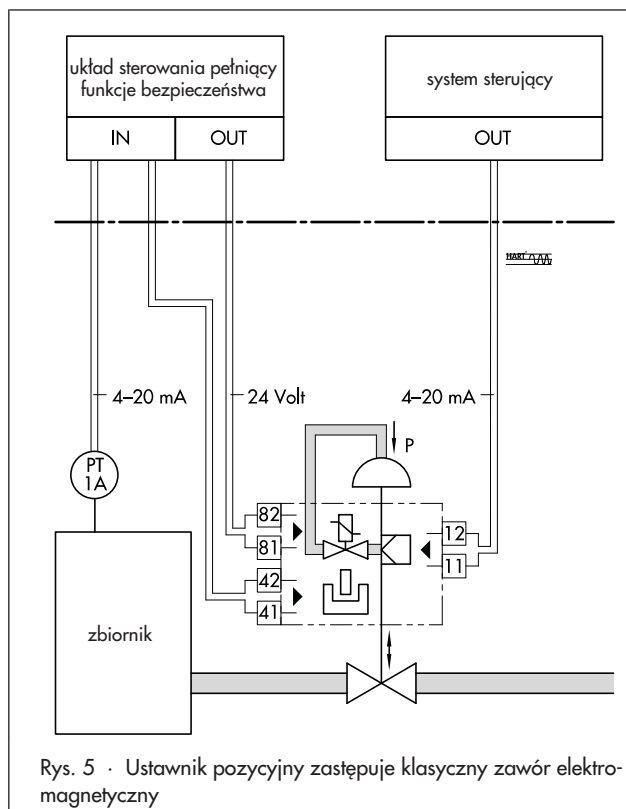 układ sterowania pełniący
funkcje bezpieczeństwa
IN
OUT
system sterujący
OUT
HART
4–20 mA
24 Volt
4–20 mA
P
PT
1A
82
81
42
41
12
11
zbiornik
Rys. 5 · Ustawnik pozycyjny zastępuje klasyczny zawór elektro-
magnetyczny